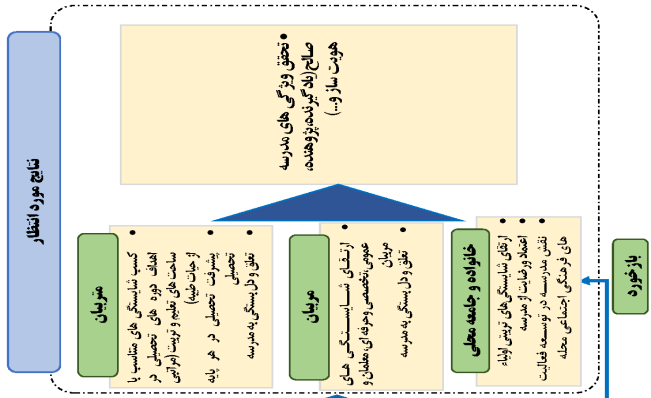 نتایج مورد انتظار
• تحقق ویژگی های مدرسه
صالح(یادگیرنده،پژوهنده،
هویت ساز و...)
متربیان
• کسب شایستگی های متناسب با
اهداف دوره های تحصیلی در
ساحت های تعلیم و تربیت (مراتبی
از حیات طیبه)
• پیشرفت تحصیلی در هر پایه
تحصیلی
• تعلق و دل بستگی به مدرسه
مربیان
• ارتقای شایستگی های
عمومی،تخصصی وحرفه ای،معلمان و
مربیان
• تعلق و دل بستگی به مدرسه
خانواده و جامعه محلی
• ارتقای شایستگی‌های تربیتی اولیاء
• اعتماد ورضایت از مدرسه
• نقش مدرسه در توسعه فعالیت
های فرهنگی اجتماعی محله
بازخورد